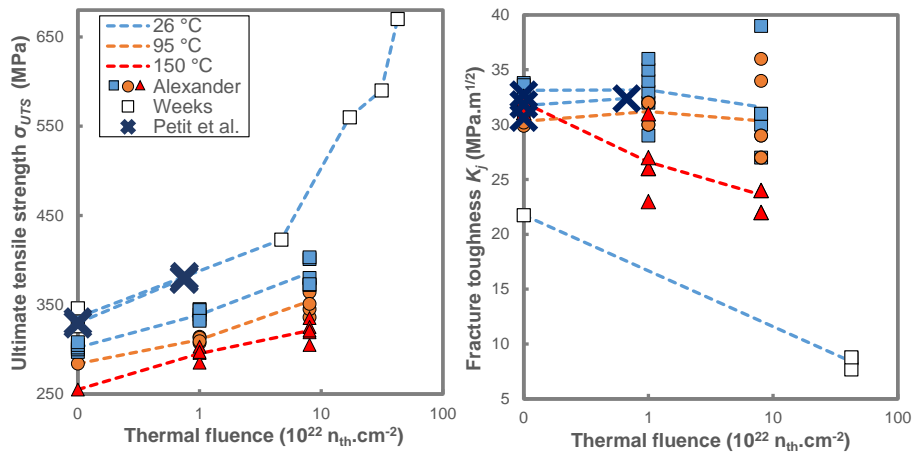 Ultimate tensile strength σUTS (MPa)
650
550
450
350
250
26 °C
95 °C
150 °C
Alexander
Weeks
Petit et al.
0
1
10
100
Thermal fluence (10²² nth.cm⁻²)
Fracture toughness KJ (MPa.m¹/²)
40
35
30
25
20
15
10
5
0
1
10
100
Thermal fluence (10²² nth.cm⁻²)